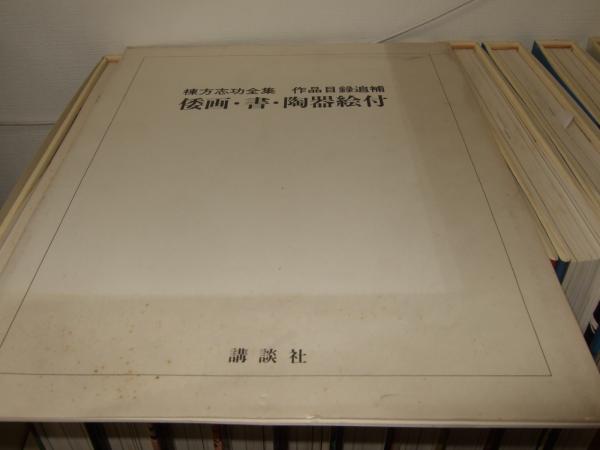 棟方志功全集　作品目録追補
倭画・書・陶器絵付
講談社